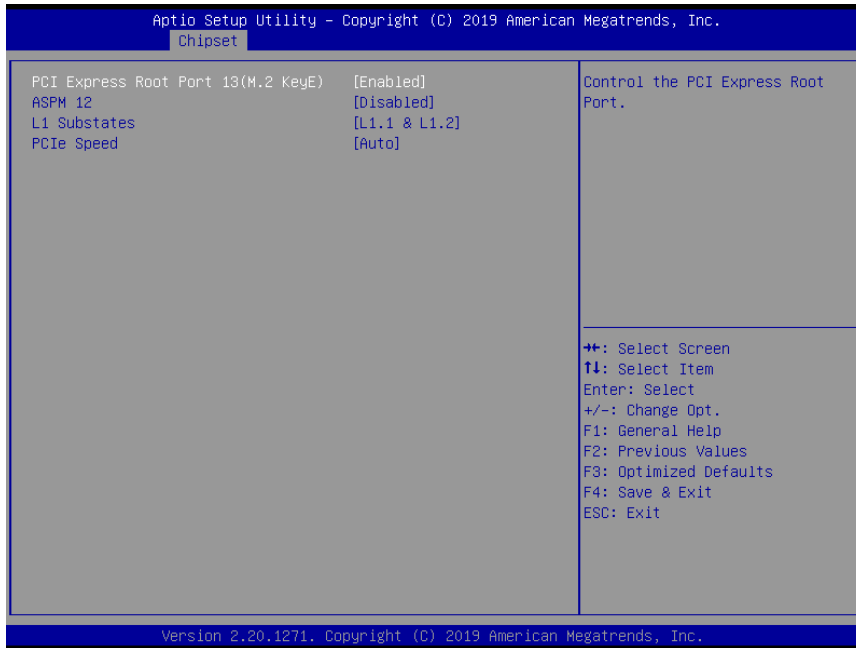 Aptio Setup Utility – Copyright (C) 2019 American Megatrends, Inc.
Chipset
PCI Express Root Port 13(M.2 KeyE) [Enabled]
ASPM 12 [Disabled]
L1 Substates [L1.1 & L1.2]
PCIe Speed [Auto]
Control the PCI Express Root
Port.
→←: Select Screen
↑↓: Select Item
Enter: Select
+/-: Change Opt.
F1: General Help
F2: Previous Values
F3: Optimized Defaults
F4: Save & Exit
ESC: Exit
Version 2.20.1271. Copyright (C) 2019 American Megatrends, Inc.